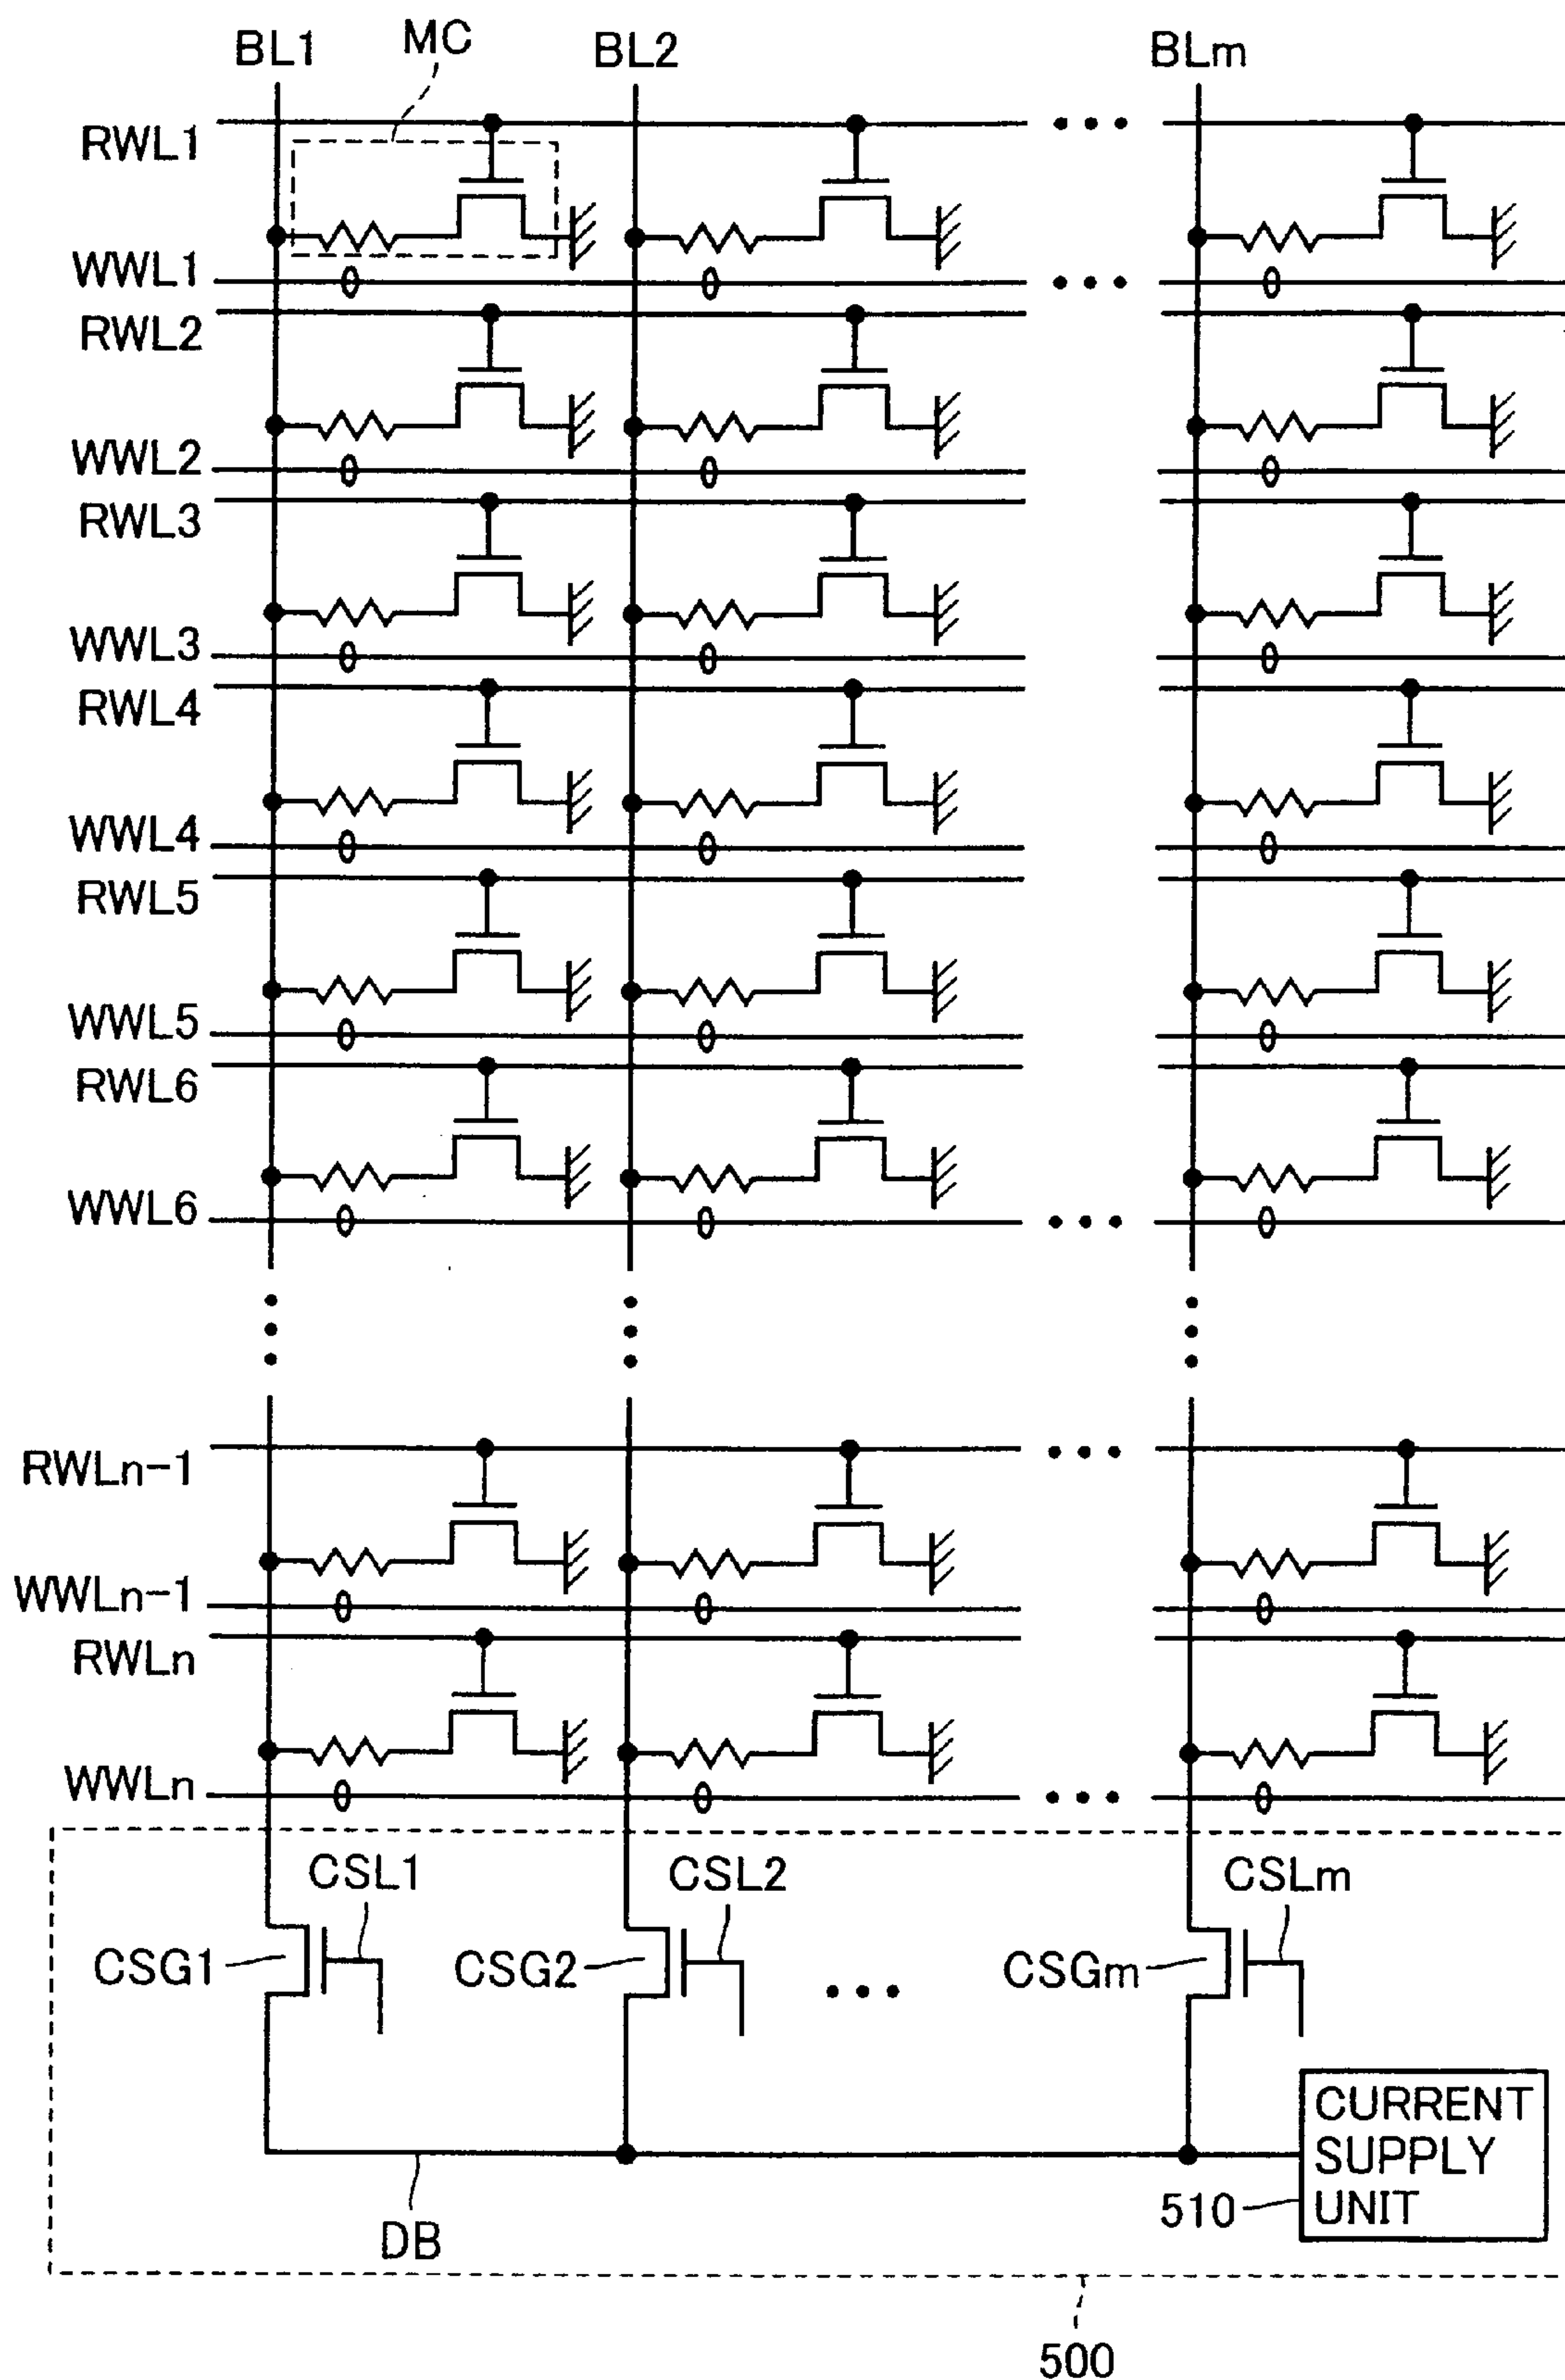 BL1
MC
BL2
BLm
RWL1
WWL1
RWL2
WWL2
RWL3
WWL3
RWL4
WWL4
RWL5
WWL5
RWL6
WWL6
RWLn-1
WWLn-1
RWLn
WWLn
CSL1
CSL2
CSLm
CSG1
CSG2
CSGm
CURRENT
SUPPLY
UNIT
510
DB
500